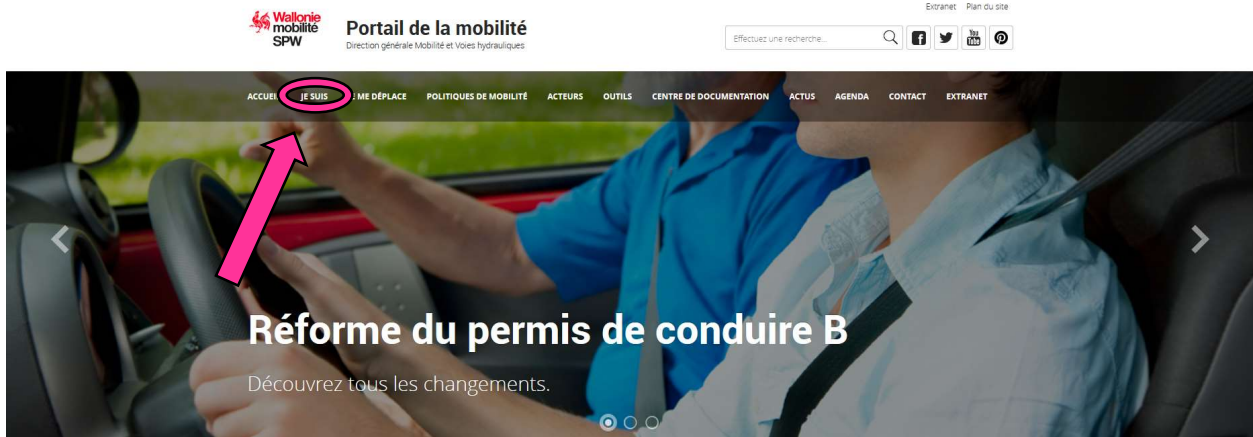 Extranet Plan du site
Wallonie
mobilité
SPW
Portail de la mobilité
Direction générale Mobilité et Voies hydrauliques
Effectuez une recherche...
You
Tube
JE SUIS ME DÉPLACE POLITIQUES DE MOBILITÉ ACTEURS OUTILS CENTRE DE DOCUMENTATION ACTUS AGENDA CONTACT EXTRANET
Réforme du permis de conduire B
Découvrez tous les changements.